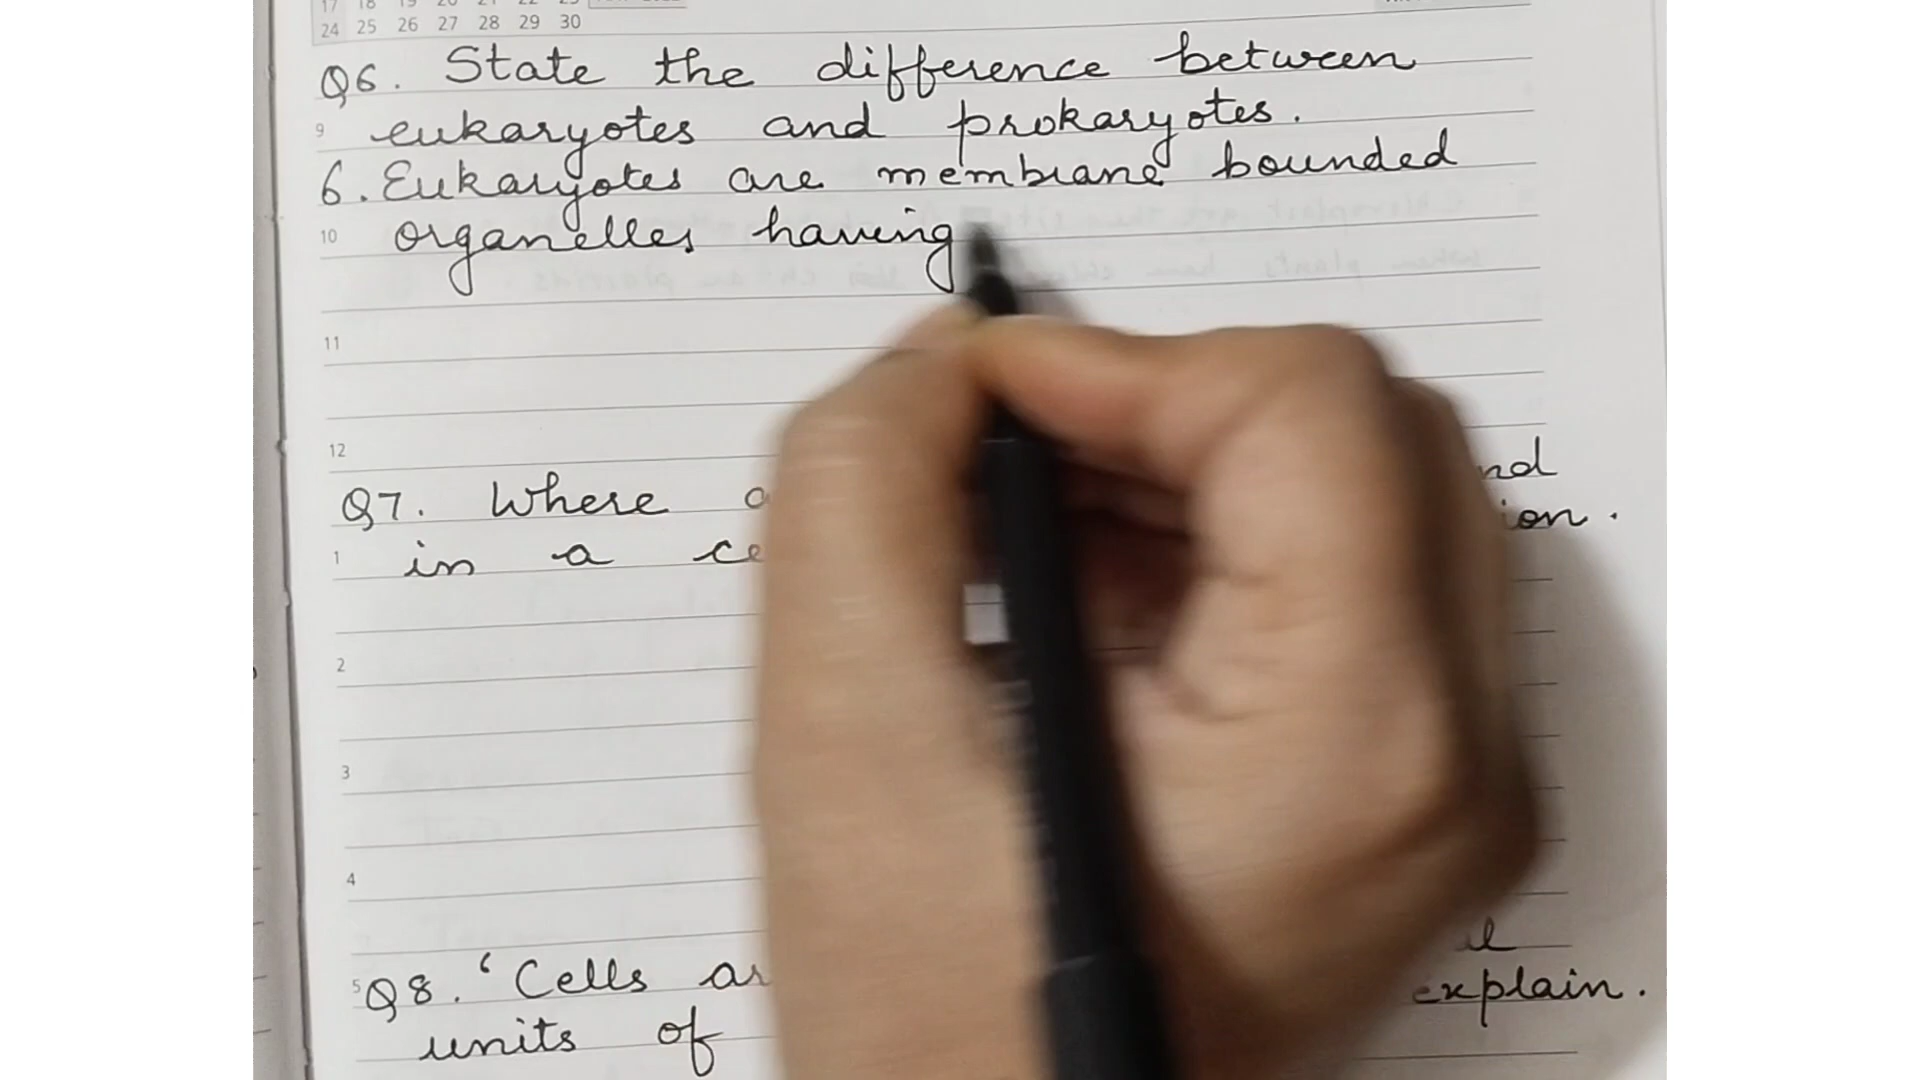 24 25 26 27 28 29 30
Q6. State the difference between
9 eukaryotes and prokaryotes.
6. Eukaryotes are membrane bounded
10 organelles having
11
12
nd
Q7. Where
ion.
1 in a ce
2
3
4
5 Q8. ‘Cells ar
explain.
units of